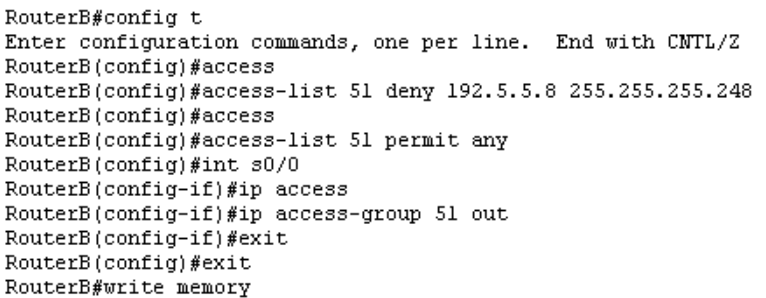 RouterB#config t
Enter configuration commands, one per line.  End with CNTL/Z
RouterB(config)#access
RouterB(config)#access-list 51 deny 192.5.5.8 255.255.255.248
RouterB(config)#access
RouterB(config)#access-list 51 permit any
RouterB(config)#int s0/0
RouterB(config-if)#ip access
RouterB(config-if)#ip access-group 51 out
RouterB(config-if)#exit
RouterB(config)#exit
RouterB#write memory